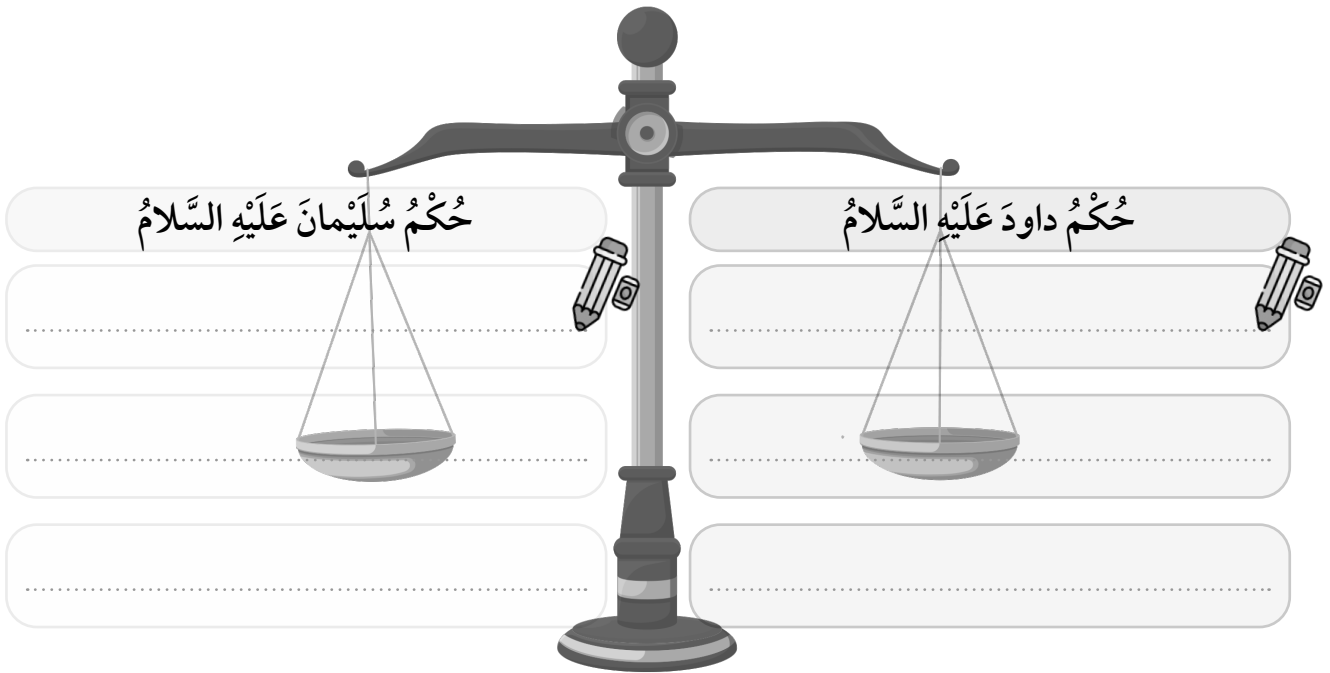 حُكْمُ داودَ عَلَيْهِ السَّلامُ
حُكْمُ سُلَيْمانَ عَلَيْهِ السَّلامُ